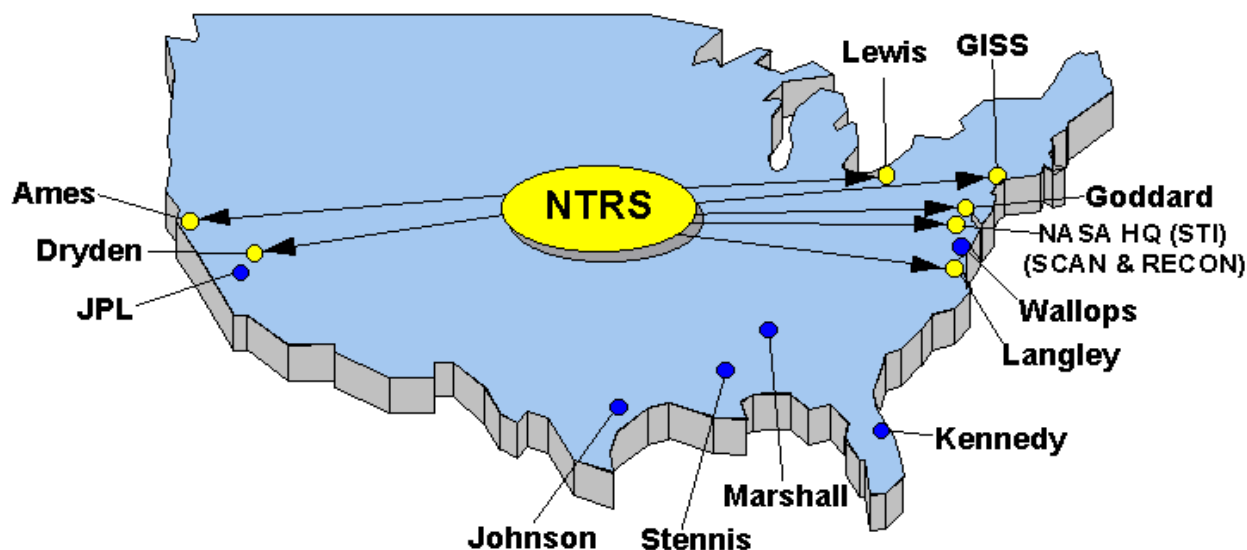 Lewis
GISS
Ames
NTRS
Goddard
Dryden
NASA HQ (STI)
(SCAN & RECON)
JPL
Wallops
Langley
Kennedy
Marshall
Johnson
Stennis